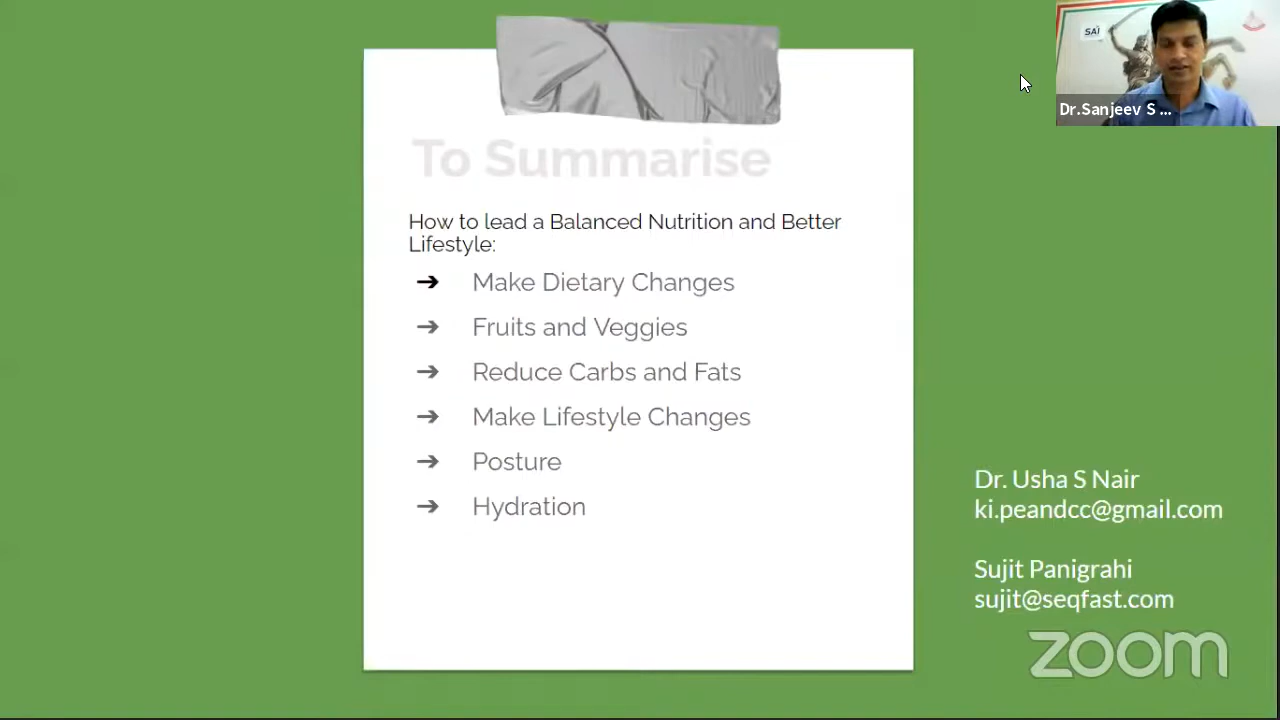 SAI
Dr.Sanjeev S ...
To Summarise
How to lead a Balanced Nutrition and Better
Lifestyle:
➔ Make Dietary Changes
➔ Fruits and Veggies
➔ Reduce Carbs and Fats
➔ Make Lifestyle Changes
➔ Posture
➔ Hydration
Dr. Usha S Nair
ki.peandcc@gmail.com
Sujit Panigrahi
sujit@seqfast.com
zoom